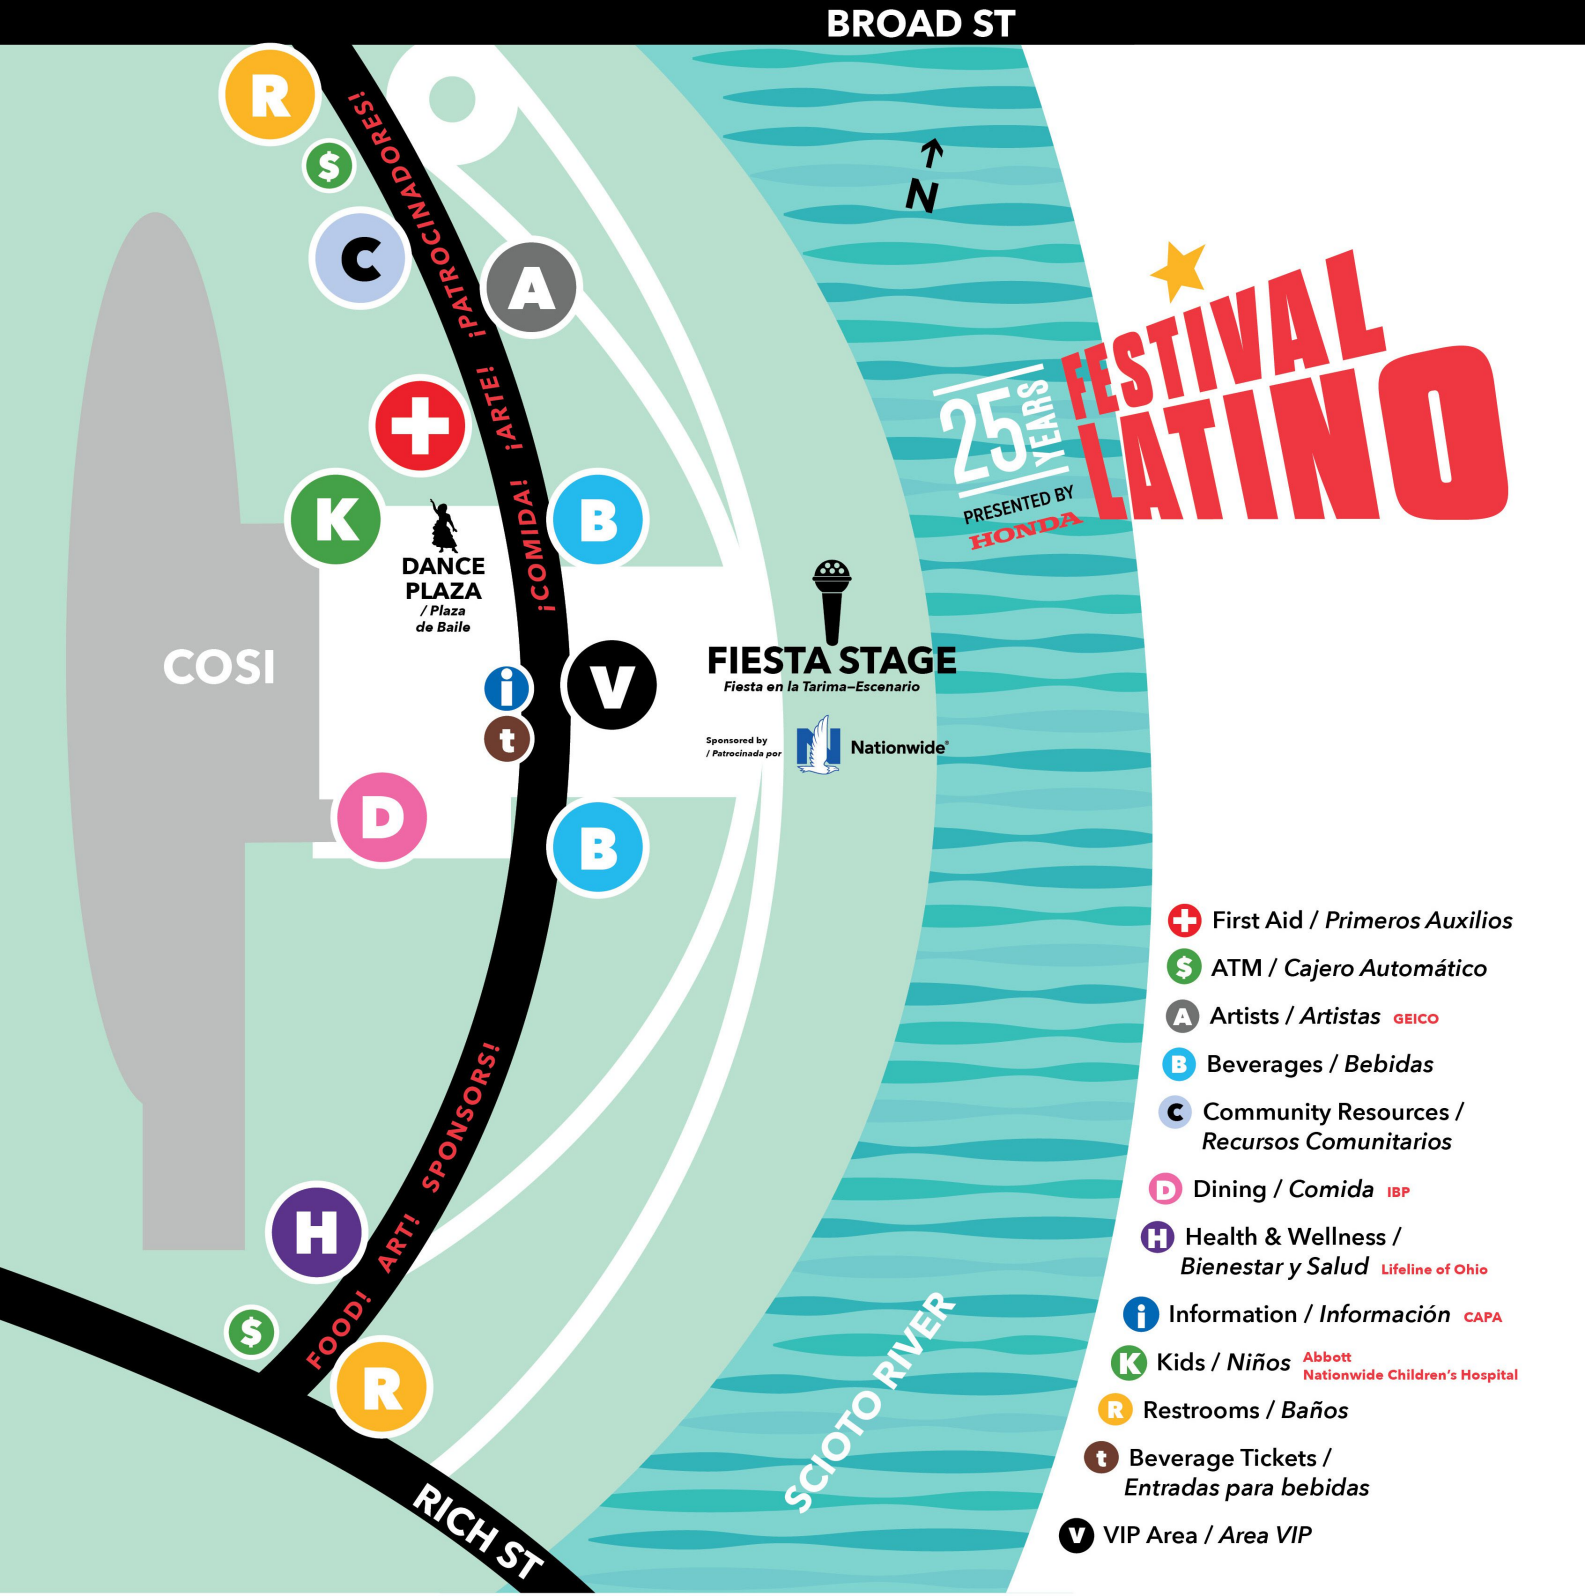 BROAD ST
R
$
¡PATROCINADORES!
C
A
N
¡ARTE!
FESTIVAL
LATINO
25
YEARS
PRESENTED BY
HONDA
K
B
¡COMIDA!
DANCE
PLAZA
/ Plaza
de Baile
COSI
i
V
FIESTA STAGE
Fiesta en la Tarima–Escenario
t
Sponsored by
/ Patrocinada por
N
Nationwide®
D
B
SPONSORS!
ART!
FOOD!
H
$
R
RICH ST
SCIOTO RIVER
First Aid / Primeros Auxilios
$ ATM / Cajero Automático
A Artists / Artistas GEICO
B Beverages / Bebidas
C Community Resources /
Recursos Comunitarios
D Dining / Comida IBP
H Health & Wellness /
Bienestar y Salud Lifeline of Ohio
i Information / Información CAPA
K Kids / Niños Abbott
Nationwide Children's Hospital
R Restrooms / Baños
t Beverage Tickets /
Entradas para bebidas
V VIP Area / Area VIP